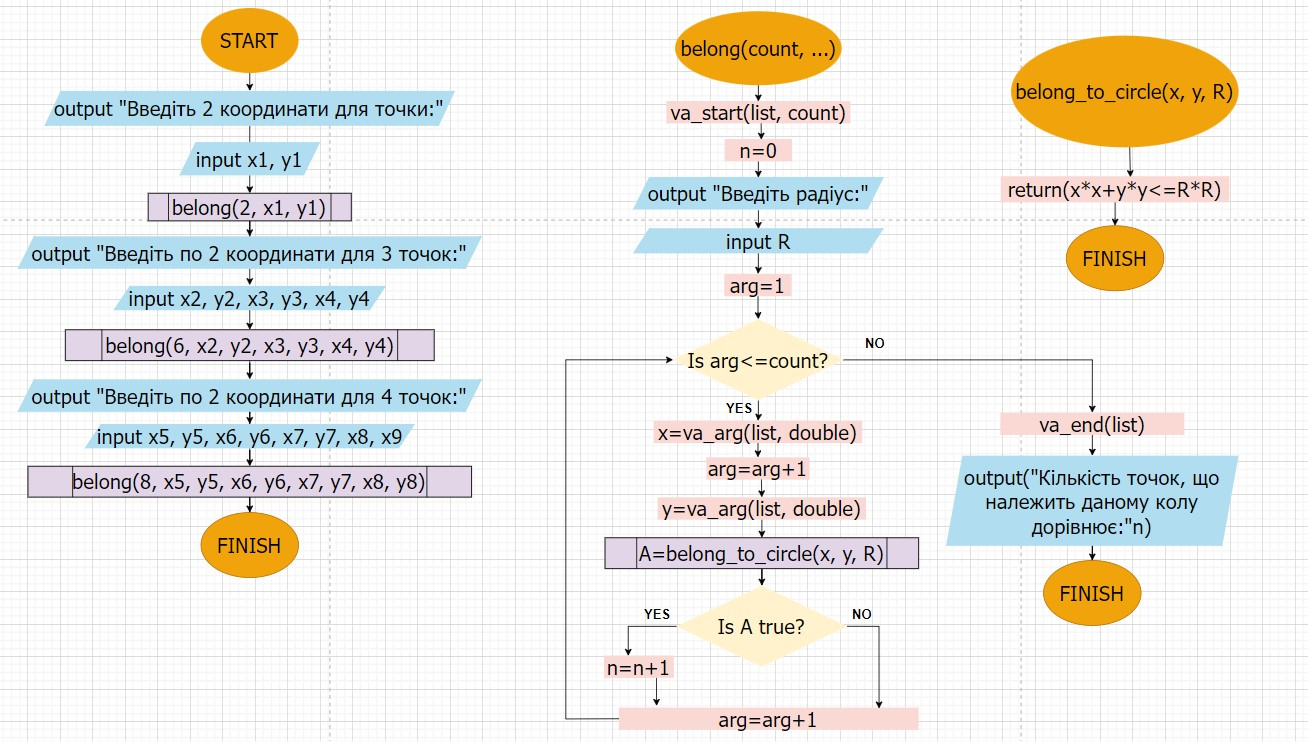 START
output "Введіть 2 координати для точки:"
input x1, y1
belong(2, x1, y1)
output "Введіть по 2 координати для 3 точок:"
input x2, y2, x3, y3, x4, y4
belong(6, x2, y2, x3, y3, x4, y4)
output "Введіть по 2 координати для 4 точок:"
input x5, y5, x6, y6, x7, y7, x8, x9
belong(8, x5, y5, x6, y6, x7, y7, x8, y8)
FINISH
belong(count, ...)
va_start(list, count)
n=0
output "Введіть радіус:"
input R
arg=1
Is arg<=count?
NO
YES
x=va_arg(list, double)
arg=arg+1
y=va_arg(list, double)
A=belong_to_circle(x, y, R)
Is A true?
YES
NO
n=n+1
arg=arg+1
va_end(list)
output("Кількість точок, що
належить даному колу
дорівнює:"n)
FINISH
belong_to_circle(x, y, R)
return(x*x+y*y<=R*R)
FINISH